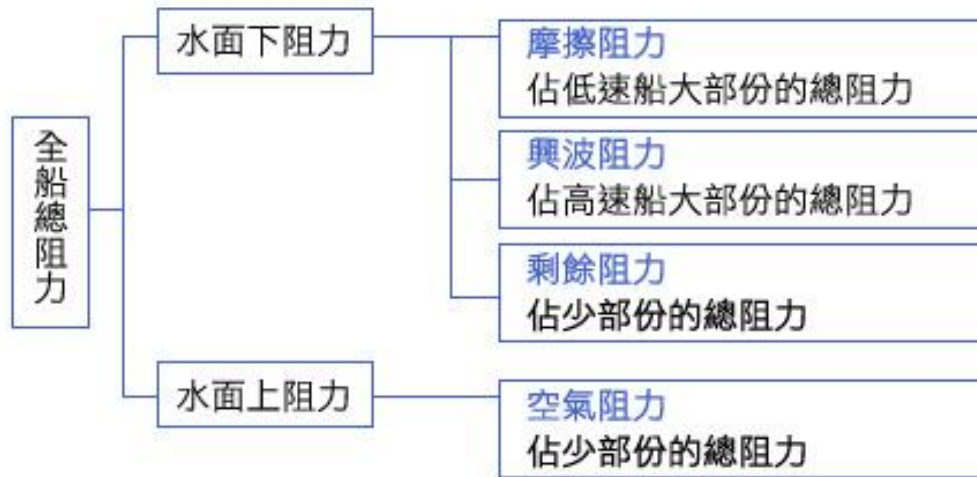 全船總阻力
水面下阻力
摩擦阻力
佔低速船大部份的總阻力
興波阻力
佔高速船大部份的總阻力
剩餘阻力
佔少部份的總阻力
水面上阻力
空氣阻力
佔少部份的總阻力